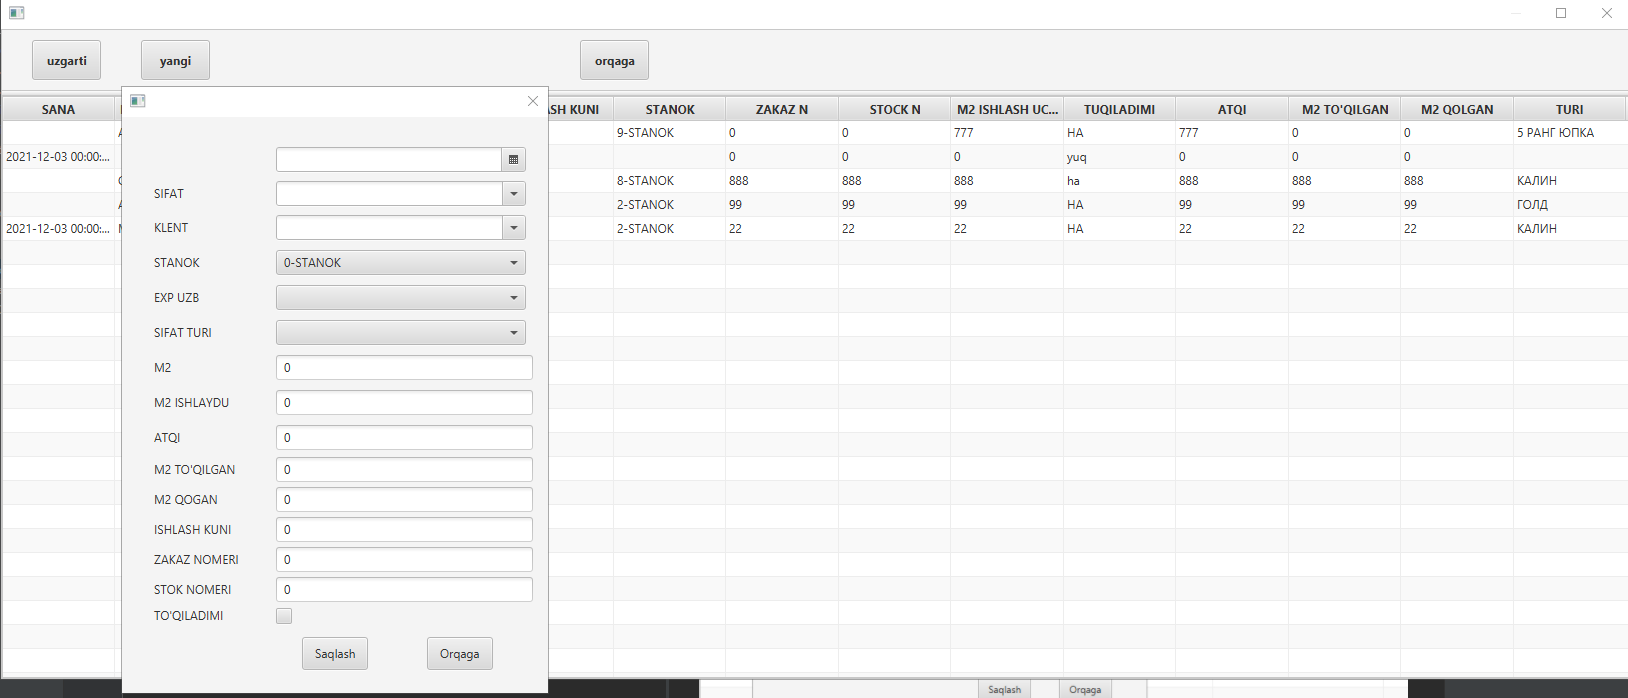 uzgarti yangi orqaga
SANA ISHLASH KUNI STANOK ZAKAZ N STOCK N M2 ISHLASH UC... TUQILADIMI ATQI M2 TO'QILGAN M2 QOLGAN TURI
9-STANOK 0 0 777 HA 777 0 0 5 РАНГ ЮПКА
2021-12-03 00:00:... 0 0 0 yuq 0 0 0
8-STANOK 888 888 888 ha 888 888 888 КАЛИН
2-STANOK 99 99 99 HA 99 99 99 ГОЛД
2021-12-03 00:00:... 2-STANOK 22 22 22 HA 22 22 22 КАЛИН
SIFAT
KLENT
STANOK 0-STANOK
EXP UZB
SIFAT TURI
M2 0
M2 ISHLAYDU 0
ATQI 0
M2 TO'QILGAN 0
M2 QOGAN 0
ISHLASH KUNI 0
ZAKAZ NOMERI 0
STOK NOMERI 0
TO'QILADIMI
Saqlash Orqaga
Saqlash Orqaga